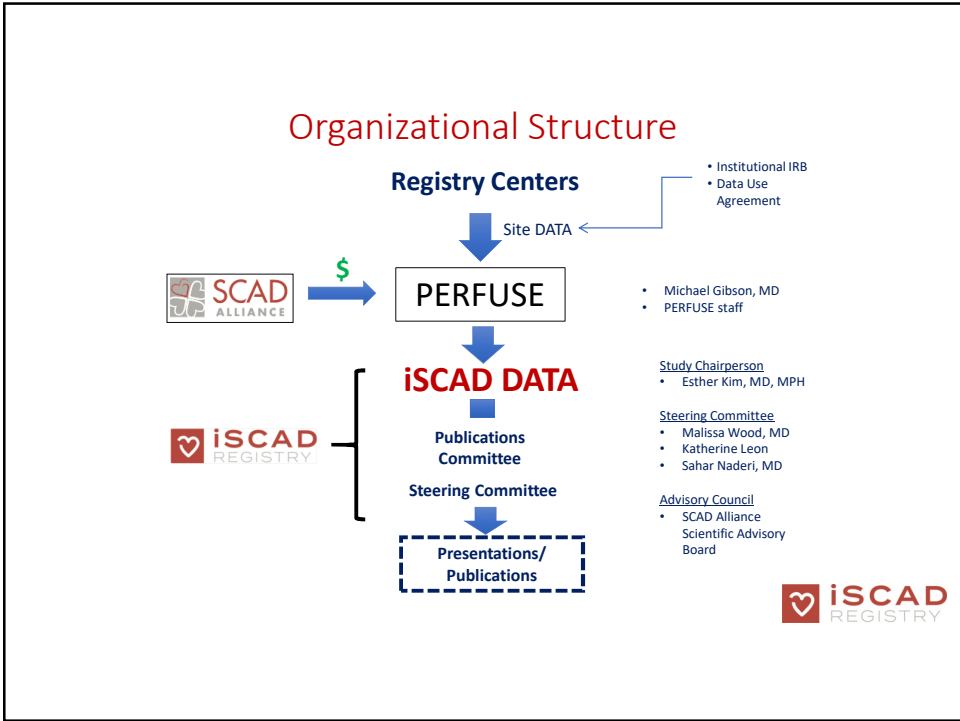 Organizational Structure
Registry Centers
• Institutional IRB
• Data Use
Agreement
Site DATA
$
SCAD
ALLIANCE
PERFUSE
• Michael Gibson, MD
• PERFUSE staff
iSCAD DATA
Study Chairperson
• Esther Kim, MD, MPH
iSCAD
REGISTRY
Publications
Committee
Steering Committee
Steering Committee
• Malissa Wood, MD
• Katherine Leon
• Sahar Naderi, MD
Advisory Council
• SCAD Alliance
Scientific Advisory
Board
Presentations/
Publications
iSCAD
REGISTRY